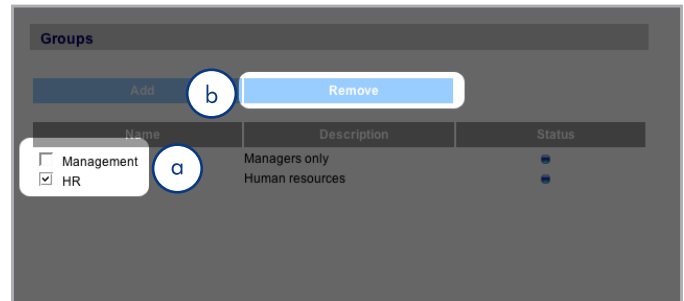 Groups
Add b Remove
Name Description Status
Management Managers only
HR a Human resources